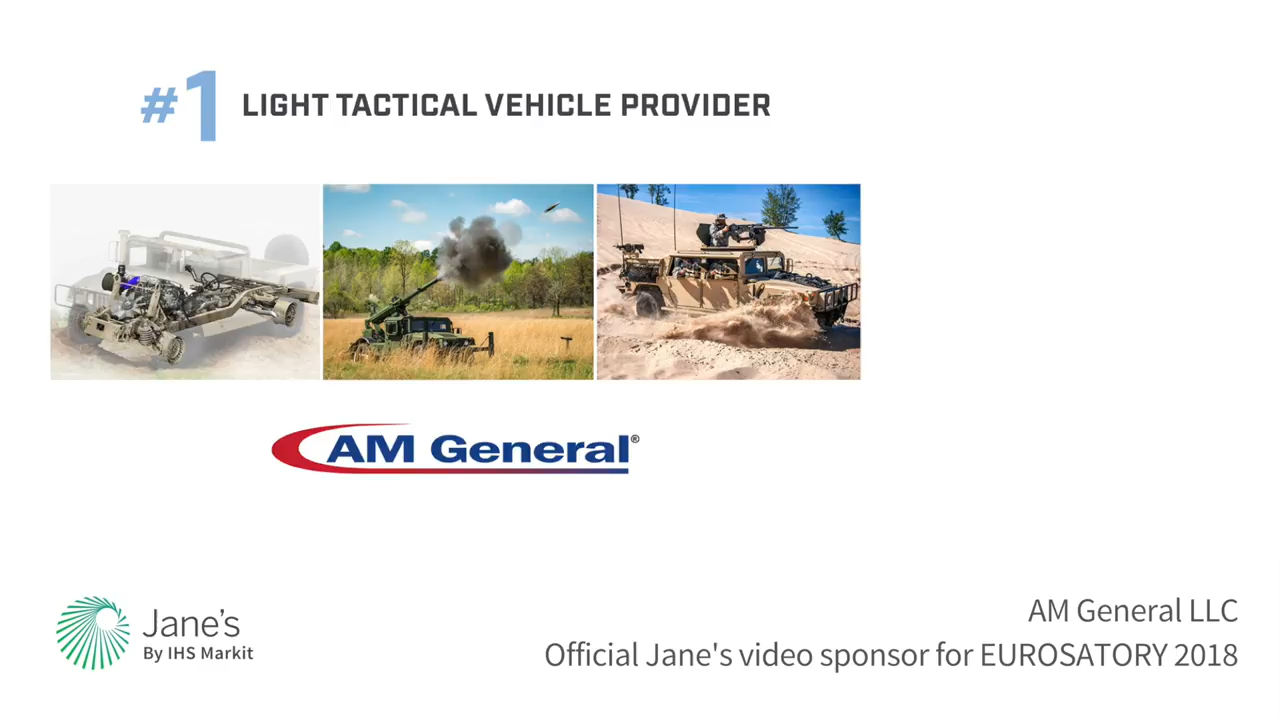 #1 LIGHT TACTICAL VEHICLE PROVIDER
AM General®
Jane's
By IHS Markit
AM General LLC
Official Jane's video sponsor for EUROSATORY 2018